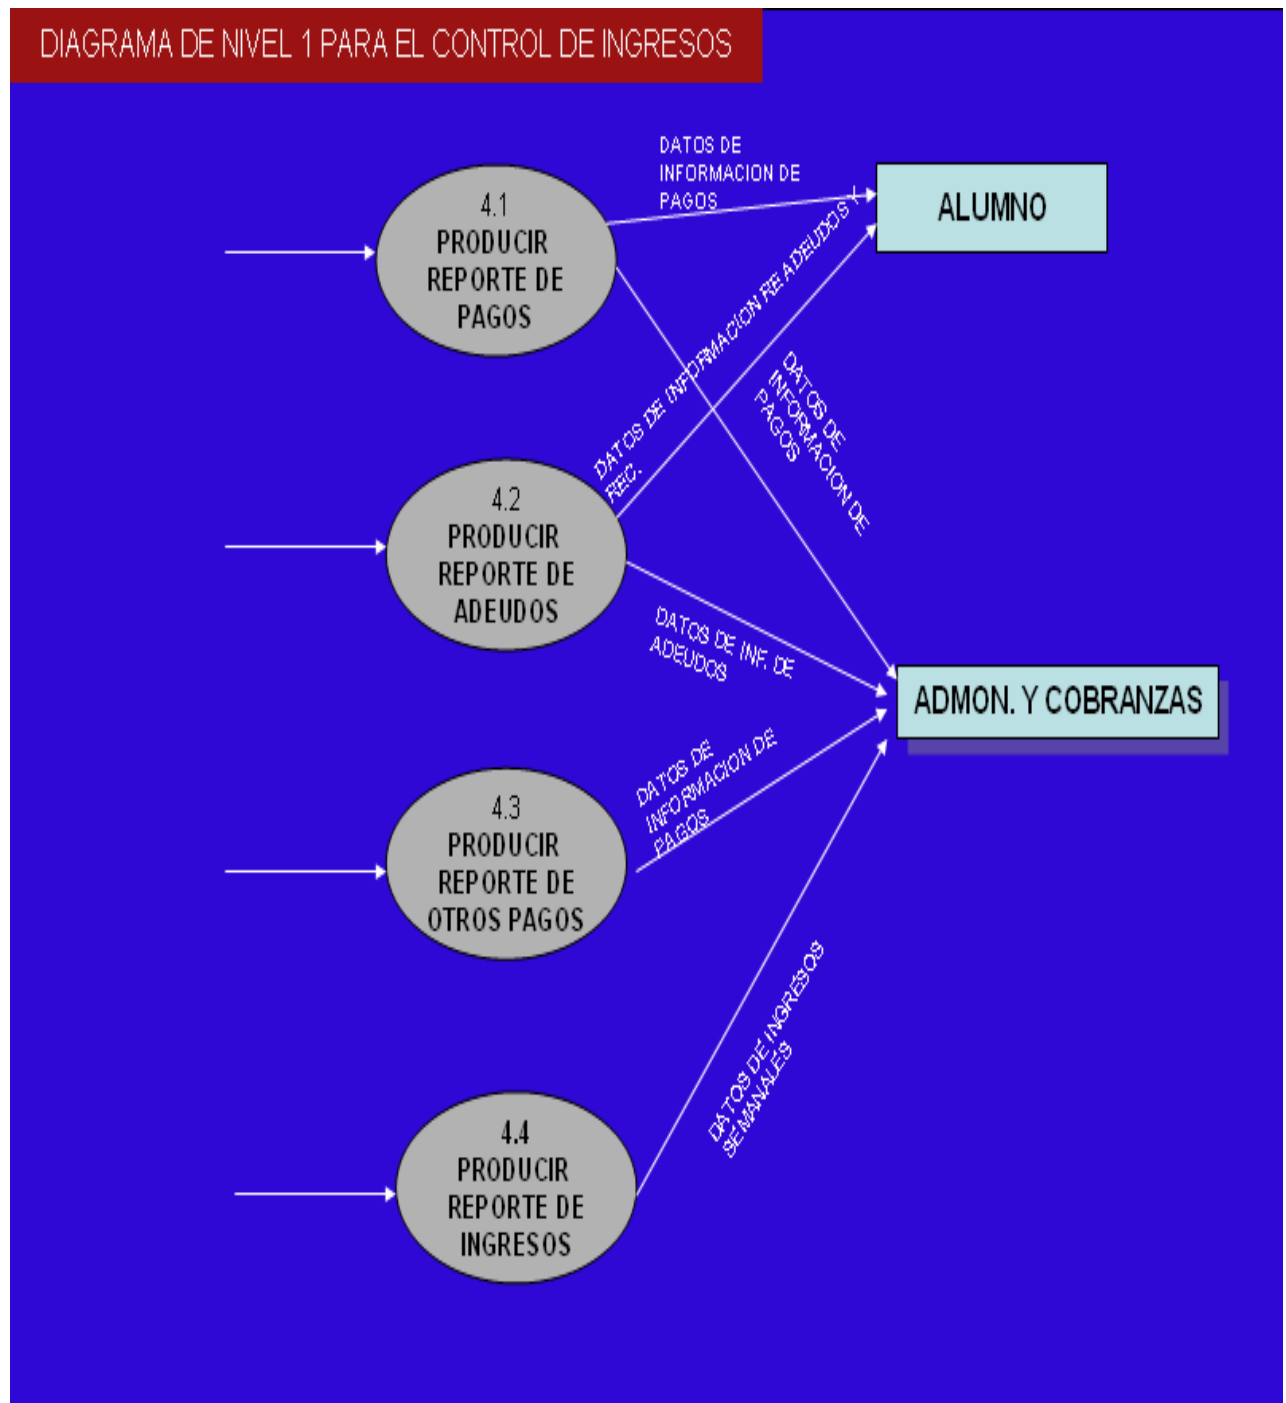 DIAGRAMA DE NIVEL 1 PARA EL CONTROL DE INGRESOS
DATOS DE
INFORMACION DE
PAGOS
ALUMNO
4.1
PRODUCIR
REPORTE DE
PAGOS
DATOS DE INFORMACION RE ADEUDOS Y
REC.
DATOS DE
INFORMACION DE
PAGOS
4.2
PRODUCIR
REPORTE DE
ADEUDOS
DATOS DE INF. DE
ADEUDOS
ADMON. Y COBRANZAS
4.3
PRODUCIR
REPORTE DE
OTROS PAGOS
DATOS DE
INFORMACION DE
PAGOS
DATOS DE INGRESOS
SEMANALES
4.4
PRODUCIR
REPORTE DE
INGRESOS